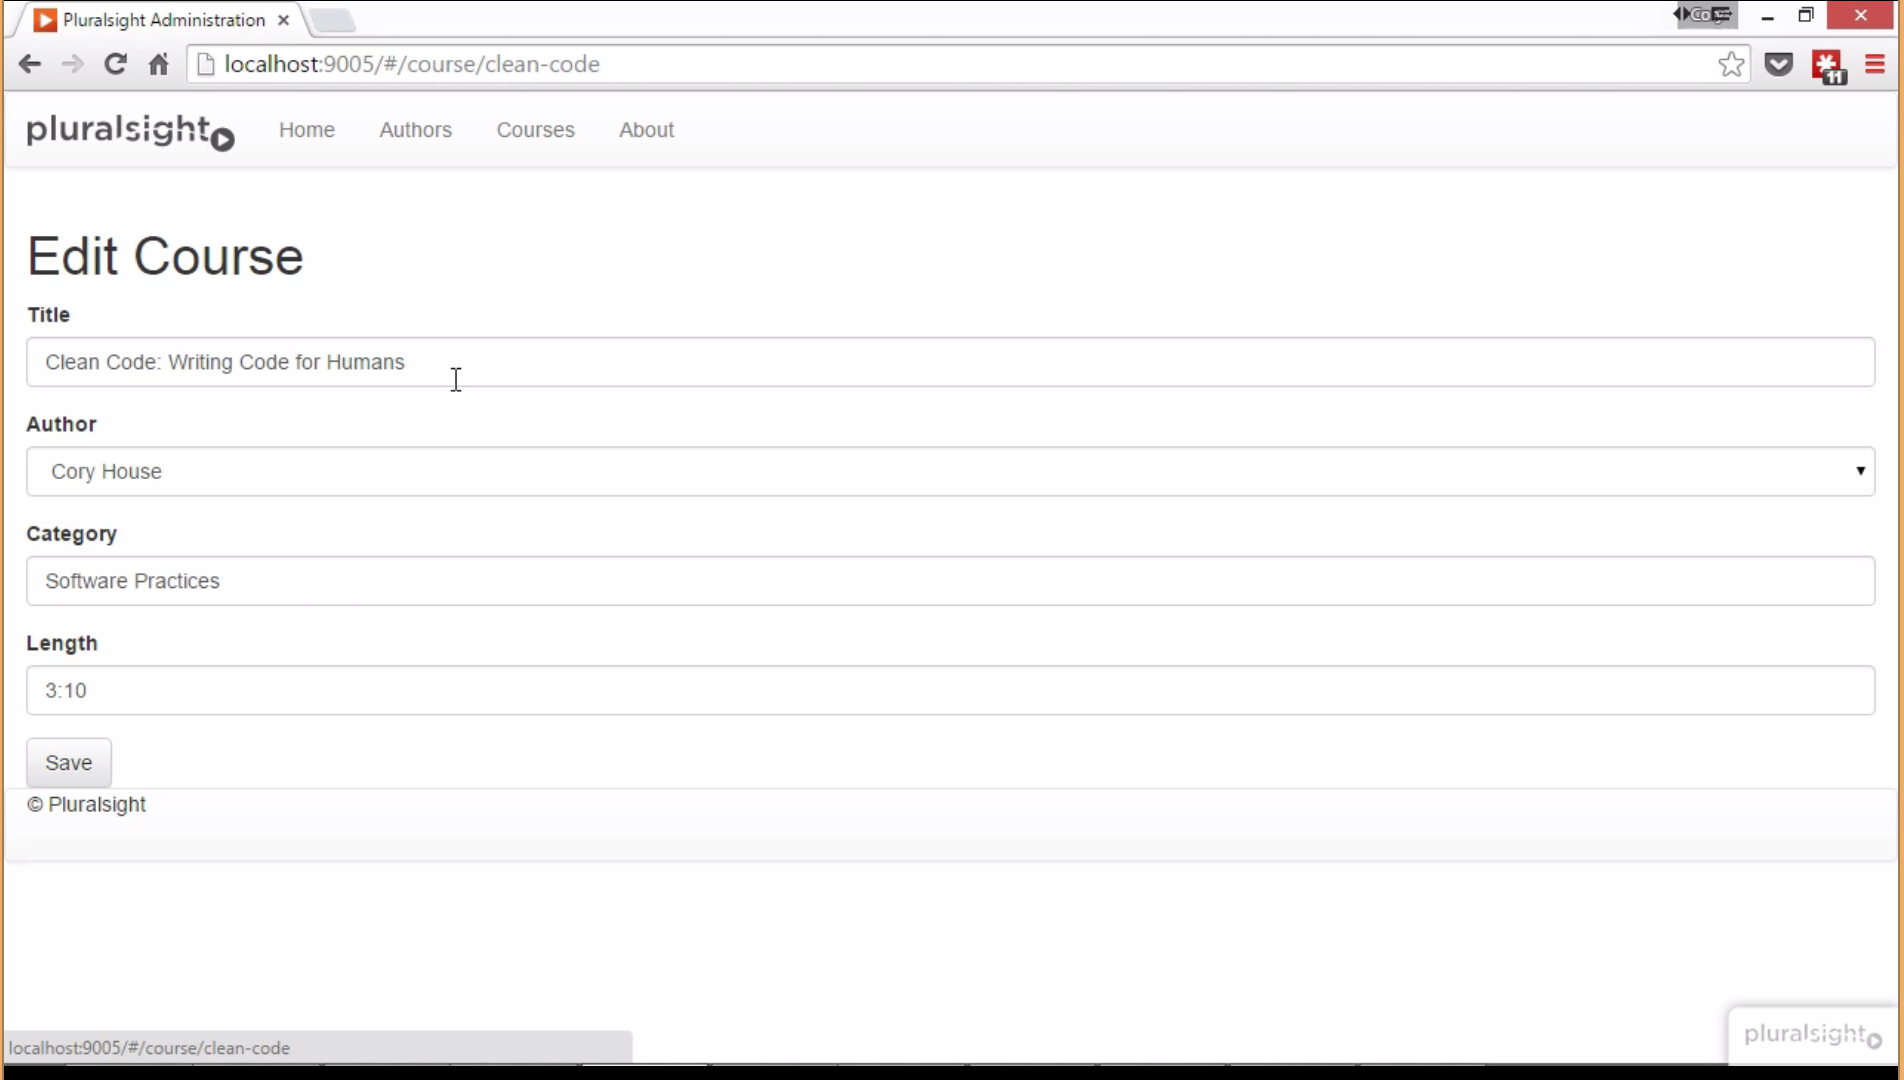 Pluralsight Administration
localhost:9005/#/course/clean-code
11
pluralsight
Home
Authors
Courses
About
Edit Course
Title
Clean Code: Writing Code for Humans
Author
Cory House
Category
Software Practices
Length
3:10
Save
© Pluralsight
localhost:9005/#/course/clean-code
pluralsight